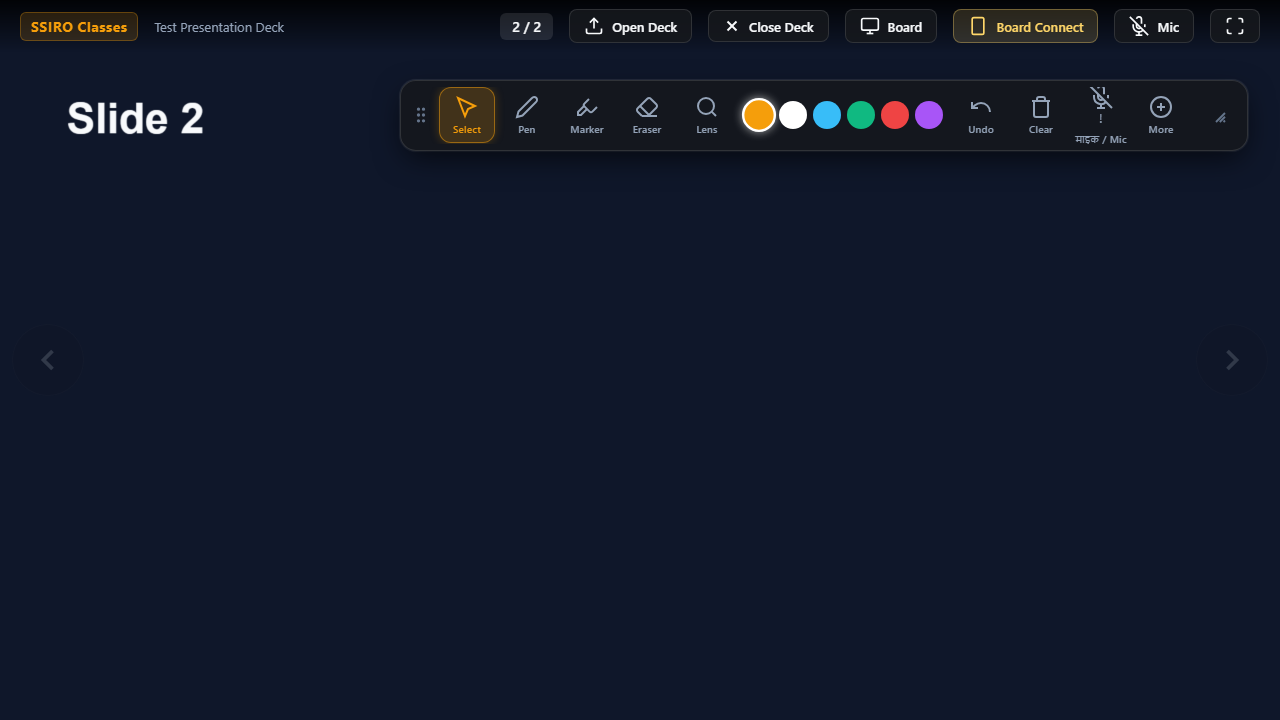 SSIRO Classes
Test Presentation Deck
2 / 2
Open Deck
Close Deck
Board
Board Connect
Mic
Slide 2
Select
Pen
Marker
Eraser
Lens
Undo
Clear
!
माइक / Mic
More